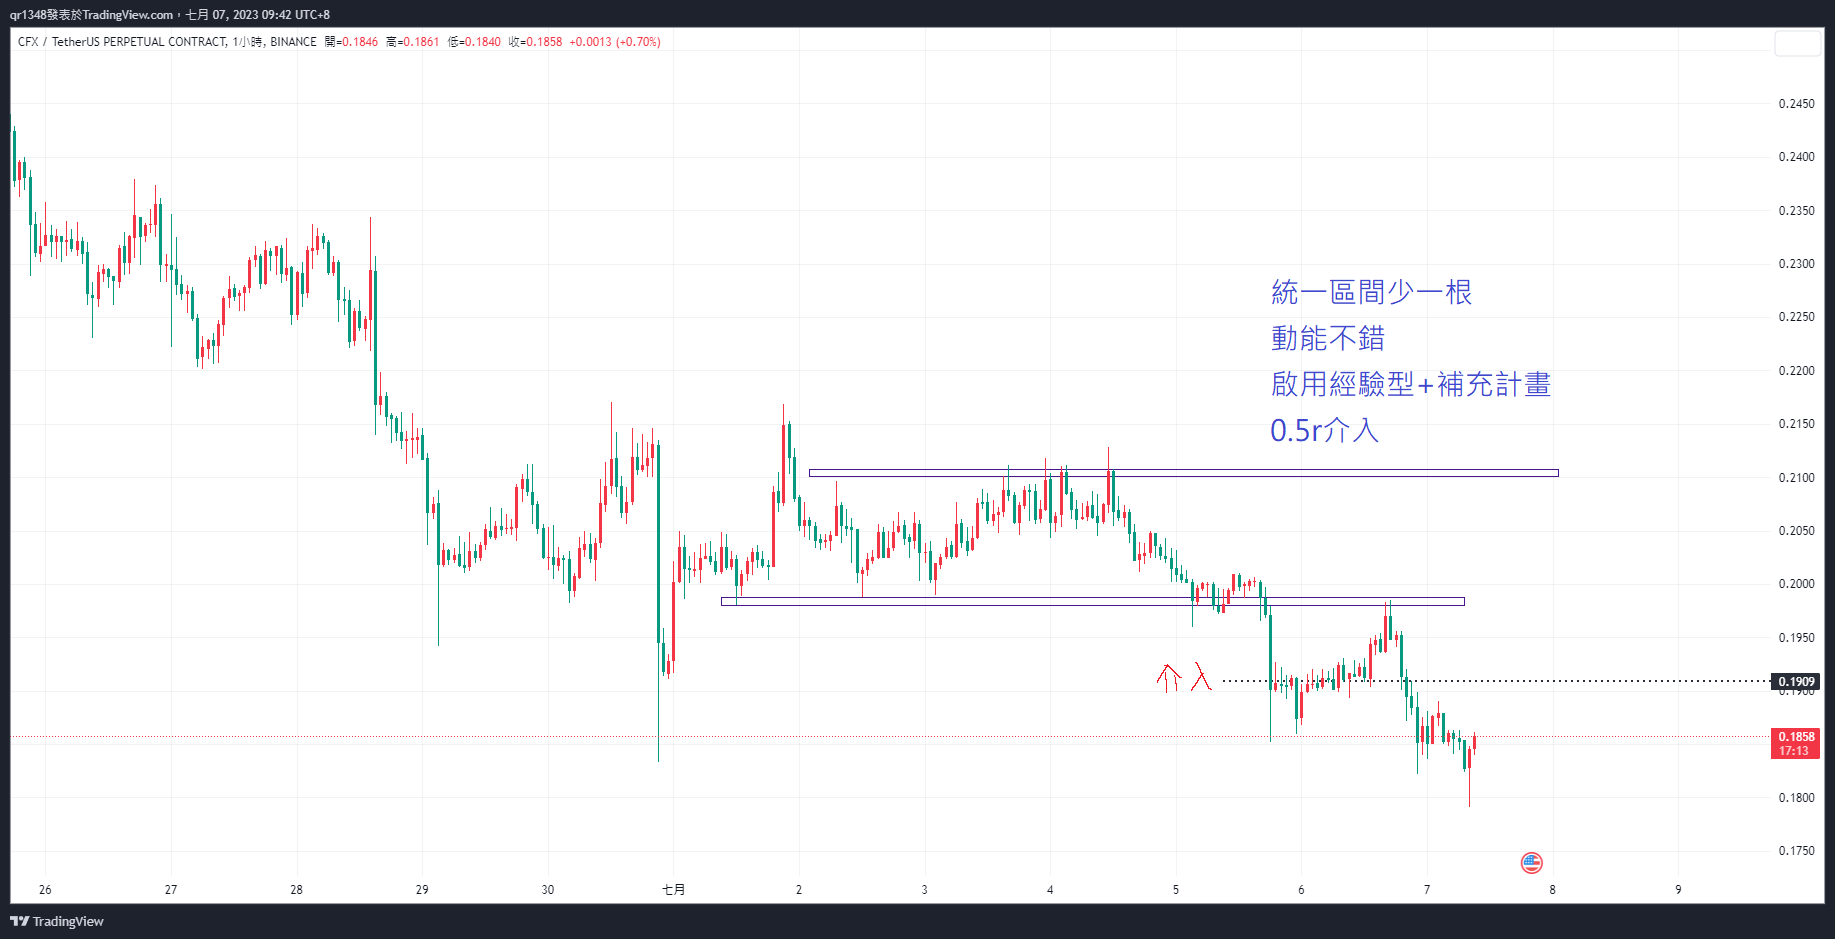 qr1348發表於TradingView.com，七月 07, 2023 09:42 UTC+8
CFX / TetherUS PERPETUAL CONTRACT, 1小時, BINANCE 開=0.1846 高=0.1861 低=0.1840 收=0.1858 +0.0013 (+0.70%)
0.2450
0.2400
0.2350
0.2300
0.2250
0.2200
0.2150
0.2100
0.2050
0.2000
0.1950
0.1909
0.1900
0.1858
17:13
0.1800
0.1750
統一區間少一根
動能不錯
啟用經驗型+補充計畫
0.5r介入
介入
26 27 28 29 30 七月 2 3 4 5 6 7 8 9
TradingView